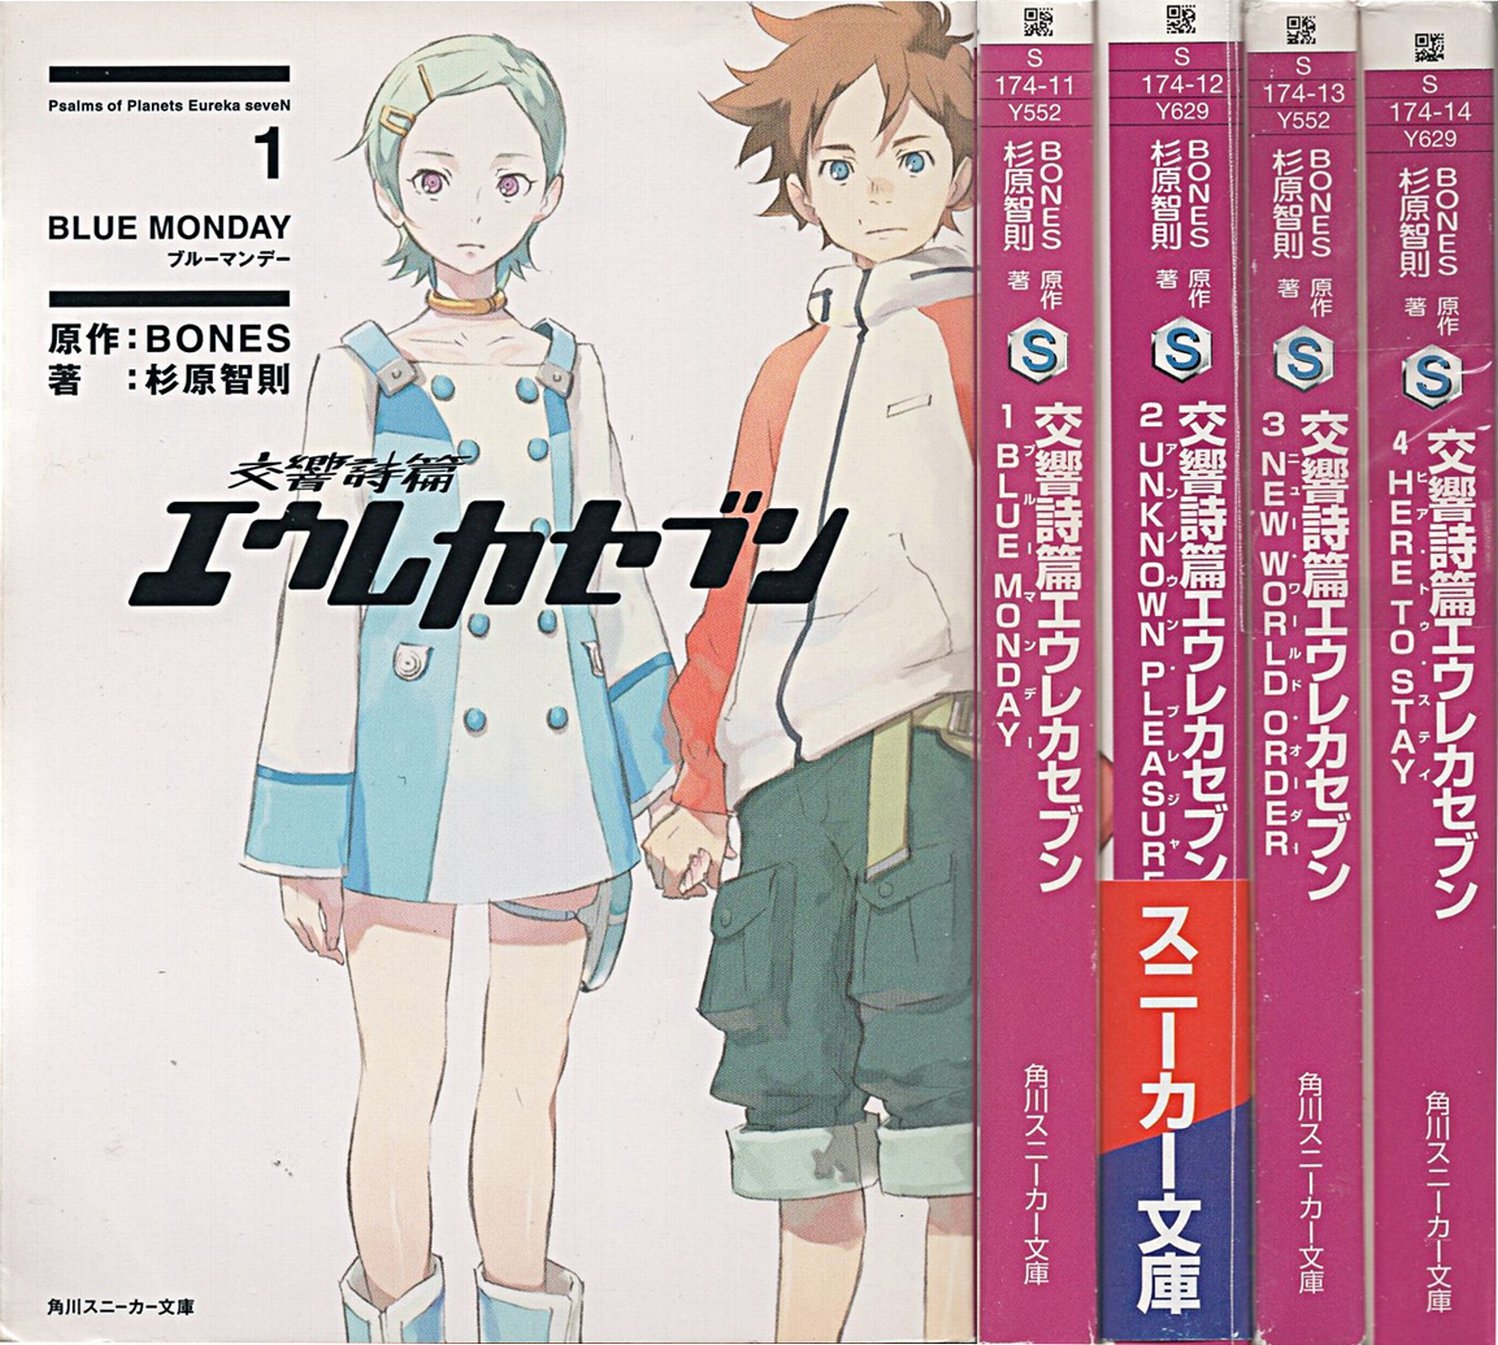 Psalms of Planets Eureka seveN
1
BLUE MONDAY
ブルーマンデー
原作：BONES
著　：杉原智則
交響詩篇
エウレカセブン
角川スニーカー文庫
S
174-11
Y552
BONES 原作
杉原智則 著
S
交響詩篇エウレカセブン
1 BLUE MONDAY
ブルーマンデー
角川スニーカー文庫
S
174-12
Y629
BONES 原作
杉原智則 著
S
交響詩篇エウレカセブン
2 UNKNOWN PLEASURE
アンノウン・プレジャ
スニーカー文庫
S
174-13
Y552
BONES 原作
杉原智則 著
S
交響詩篇エウレカセブン
3 NEW WORLD ORDER
ニュー・ワールド・オーダー
角川スニーカー文庫
S
174-14
Y629
BONES 原作
杉原智則 著
S
交響詩篇エウレカセブン
4 HERE TO STAY
ヒア・トゥ・ステイ
角川スニーカー文庫